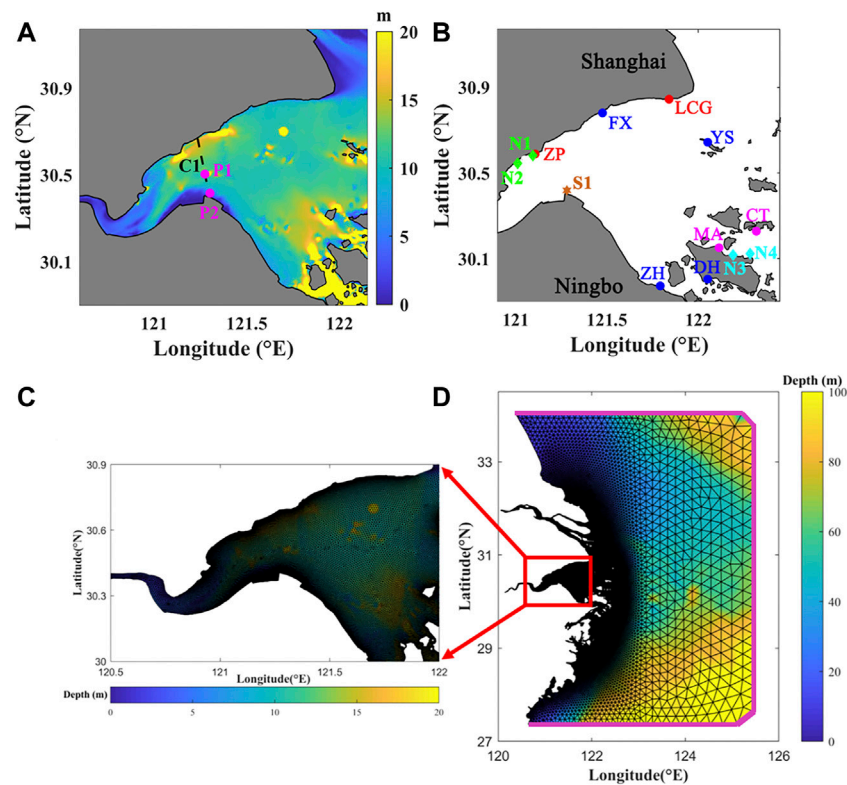 A
m
20
15
10
5
0
30.9
30.5
30.1
Latitude (°N)
C1
P1
P2
121
121.5
122
Longitude (°E)
B
Shanghai
30.9
30.5
30.1
Latitude (°N)
LCG
FX
YS
N1
ZP
N2
S1
CT
MA
N4
N3
ZH
DH
Ningbo
121
121.5
122
Longitude (°E)
C
30.9
30.6
30.3
30
Latitude(°N)
120.5
121
121.5
122
Longitude(°E)
Depth (m)
0
5
10
15
20
D
Depth (m)
100
80
60
40
20
0
33
31
29
27
Latitude(°N)
120
122
124
126
Longitude(°E)